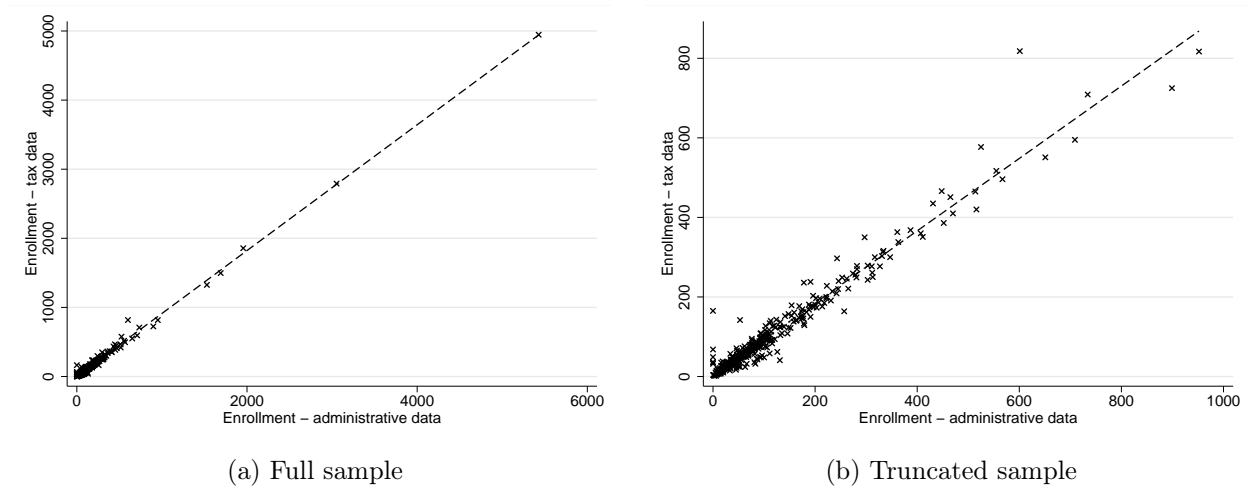 5000
4000
3000
2000
1000
0
Enrollment – tax data
0 2000 4000 6000
Enrollment – administrative data
(a) Full sample
800
600
400
200
0
Enrollment – tax data
0 200 400 600 800 1000
Enrollment – administrative data
(b) Truncated sample